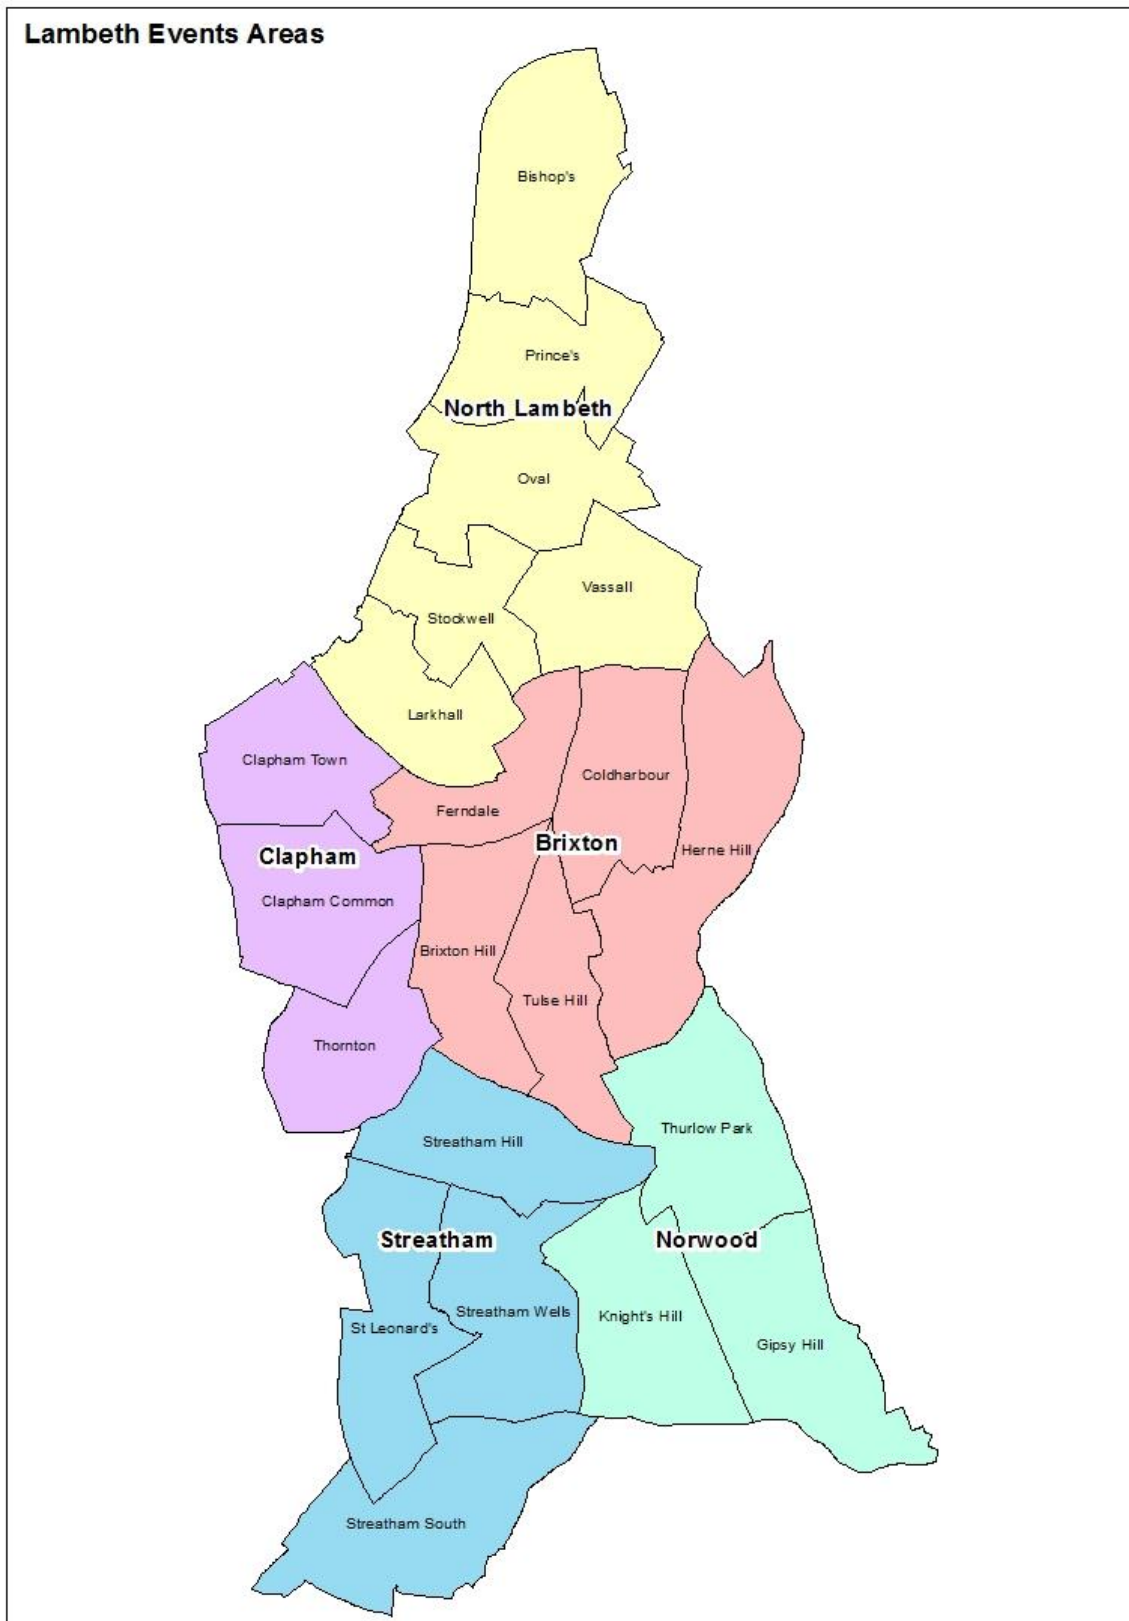 Lambeth Events Areas
Bishop's
Prince's
North Lambeth
Oval
Vassall
Stockwell
Larkhall
Clapham Town
Coldharbour
Ferndale
Brixton
Herne Hill
Clapham
Clapham Common
Brixton Hill
Tulse Hill
Thornton
Thurlow Park
Streatham Hill
Streatham
Norwood
Streatham Wells
Knight's Hill
St Leonard's
Gipsy Hill
Streatham South